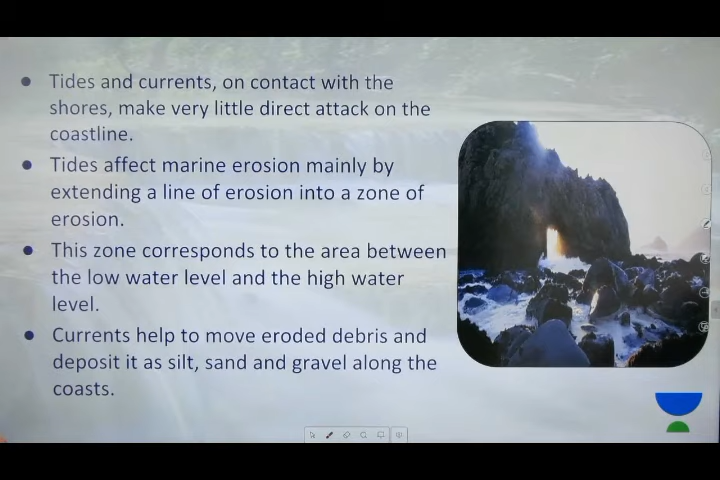 Tides and currents, on contact with the
shores, make very little direct attack on the
coastline.
Tides affect marine erosion mainly by
extending a line of erosion into a zone of
erosion.
This zone corresponds to the area between
the low water level and the high water
level.
Currents help to move eroded debris and
deposit it as silt, sand and gravel along the
coasts.